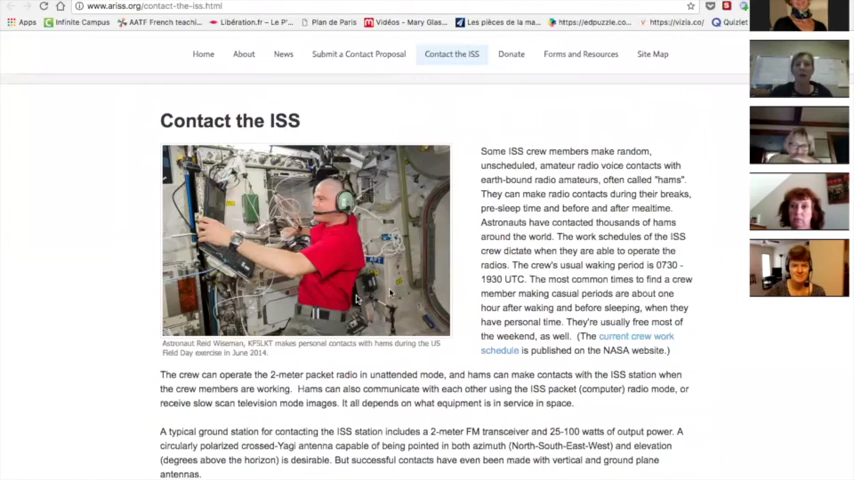 www.ariss.org/contact-the-iss.html
Apps Infinite Campus AATF French teachi... Libération.fr – Le P'... Plan de Paris Vidéos - Mary Glas... Les pièces de la ma... https://edpuzzle.co... https://vizia.co/ Quizlet
Home About News Submit a Contact Proposal Contact the ISS Donate Forms and Resources Site Map
Contact the ISS
Some ISS crew members make random,
unscheduled, amateur radio voice contacts with
earth-bound radio amateurs, often called "hams".
They can make radio contacts during their breaks,
pre-sleep time and before and after mealtime.
Astronauts have contacted thousands of hams
around the world. The work schedules of the ISS
crew dictate when they are able to operate the
radios. The crew's usual waking period is 0730 -
1930 UTC. The most common times to find a crew
member making casual periods are about one
hour after waking and before sleeping, when they
have personal time. They're usually free most of
the weekend, as well. (The current crew work
schedule is published on the NASA website.)
Astronaut Reid Wiseman, KF5LKT makes personal contacts with hams during the US
Field Day exercise in June 2014.
The crew can operate the 2-meter packet radio in unattended mode, and hams can make contacts with the ISS station when
the crew members are working. Hams can also communicate with each other using the ISS packet (computer) radio mode, or
receive slow scan television mode images. It all depends on what equipment is in service in space.
A typical ground station for contacting the ISS station includes a 2-meter FM transceiver and 25-100 watts of output power. A
circularly polarized crossed-Yagi antenna capable of being pointed in both azimuth (North-South-East-West) and elevation
(degrees above the horizon) is desirable. But successful contacts have even been made with vertical and ground plane
antennas.